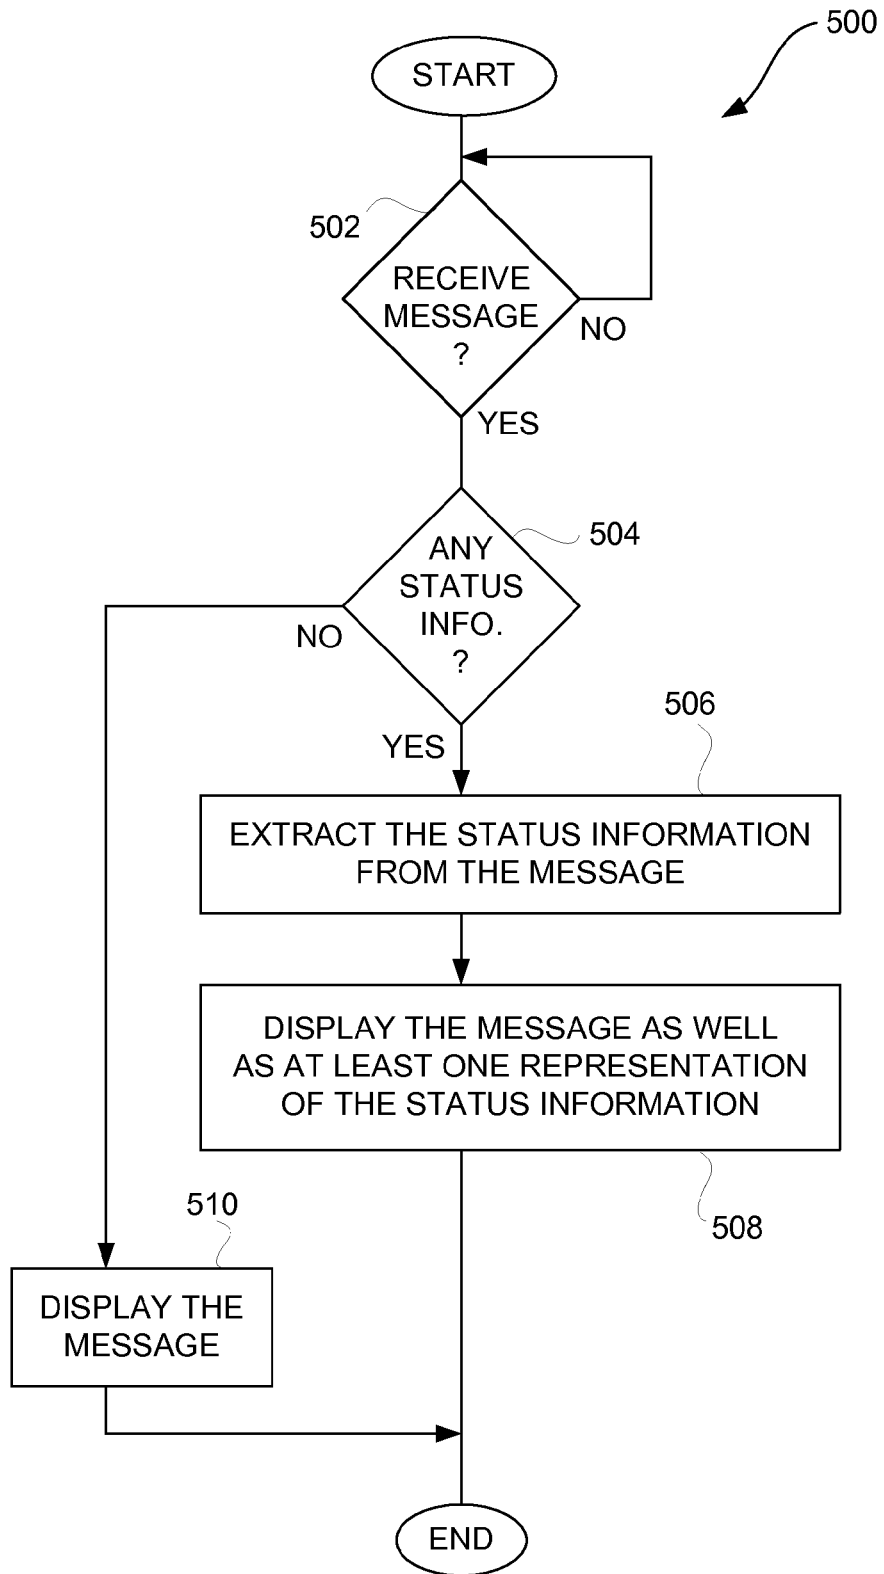 500
START
502
RECEIVE
MESSAGE
?
NO
YES
504
ANY
STATUS
INFO.
?
NO
YES
506
EXTRACT THE STATUS INFORMATION
FROM THE MESSAGE
DISPLAY THE MESSAGE AS WELL
AS AT LEAST ONE REPRESENTATION
OF THE STATUS INFORMATION
508
510
DISPLAY THE
MESSAGE
END